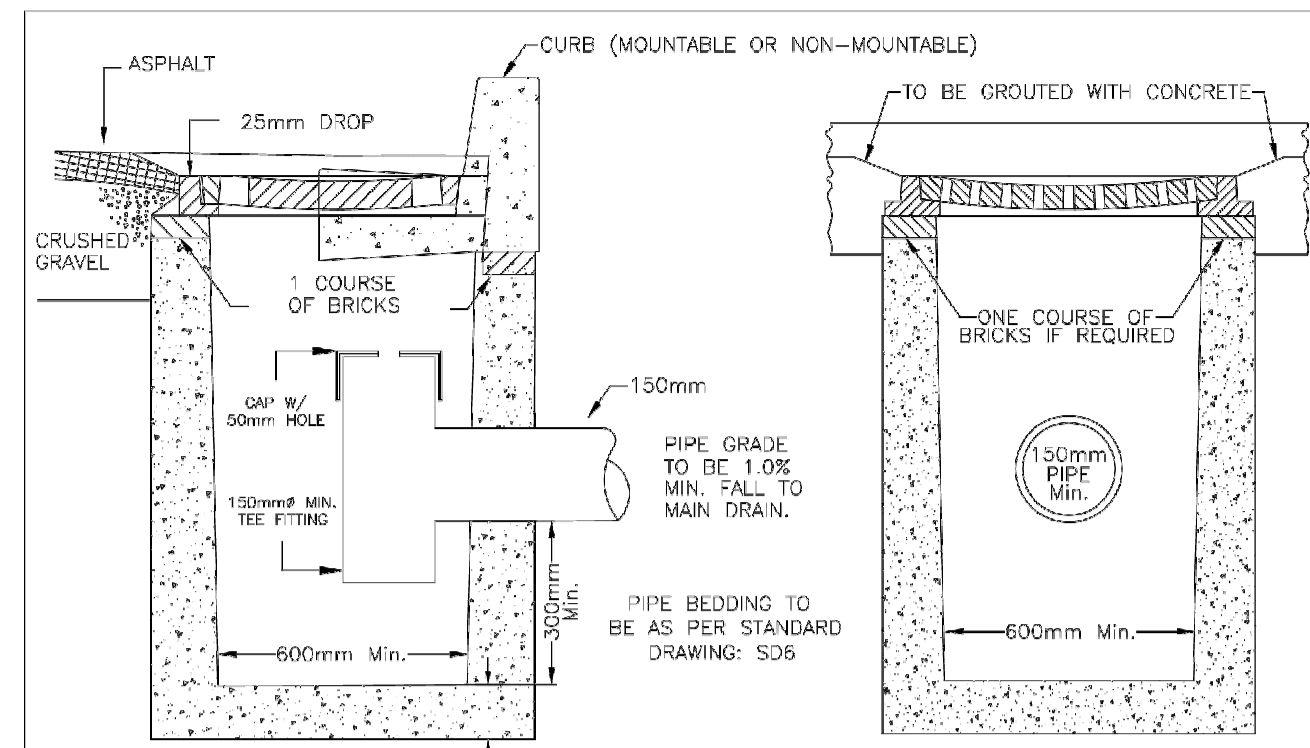 CURB (MOUNTABLE OR NON-MOUNTABLE)
ASPHALT
TO BE GROUTED WITH CONCRETE
25mm DROP
CRUSHED
GRAVEL
1 COURSE
OF BRICKS
ONE COURSE OF
BRICKS IF REQUIRED
CAP W/
50mm HOLE
150mm
PIPE GRADE
TO BE 1.0%
MIN. FALL TO
MAIN DRAIN.
150mm
PIPE
Min.
150mmø MIN.
TEE FITTING
300mm
Min.
PIPE BEDDING TO
BE AS PER STANDARD
DRAWING: SD6
600mm Min.
600mm Min.